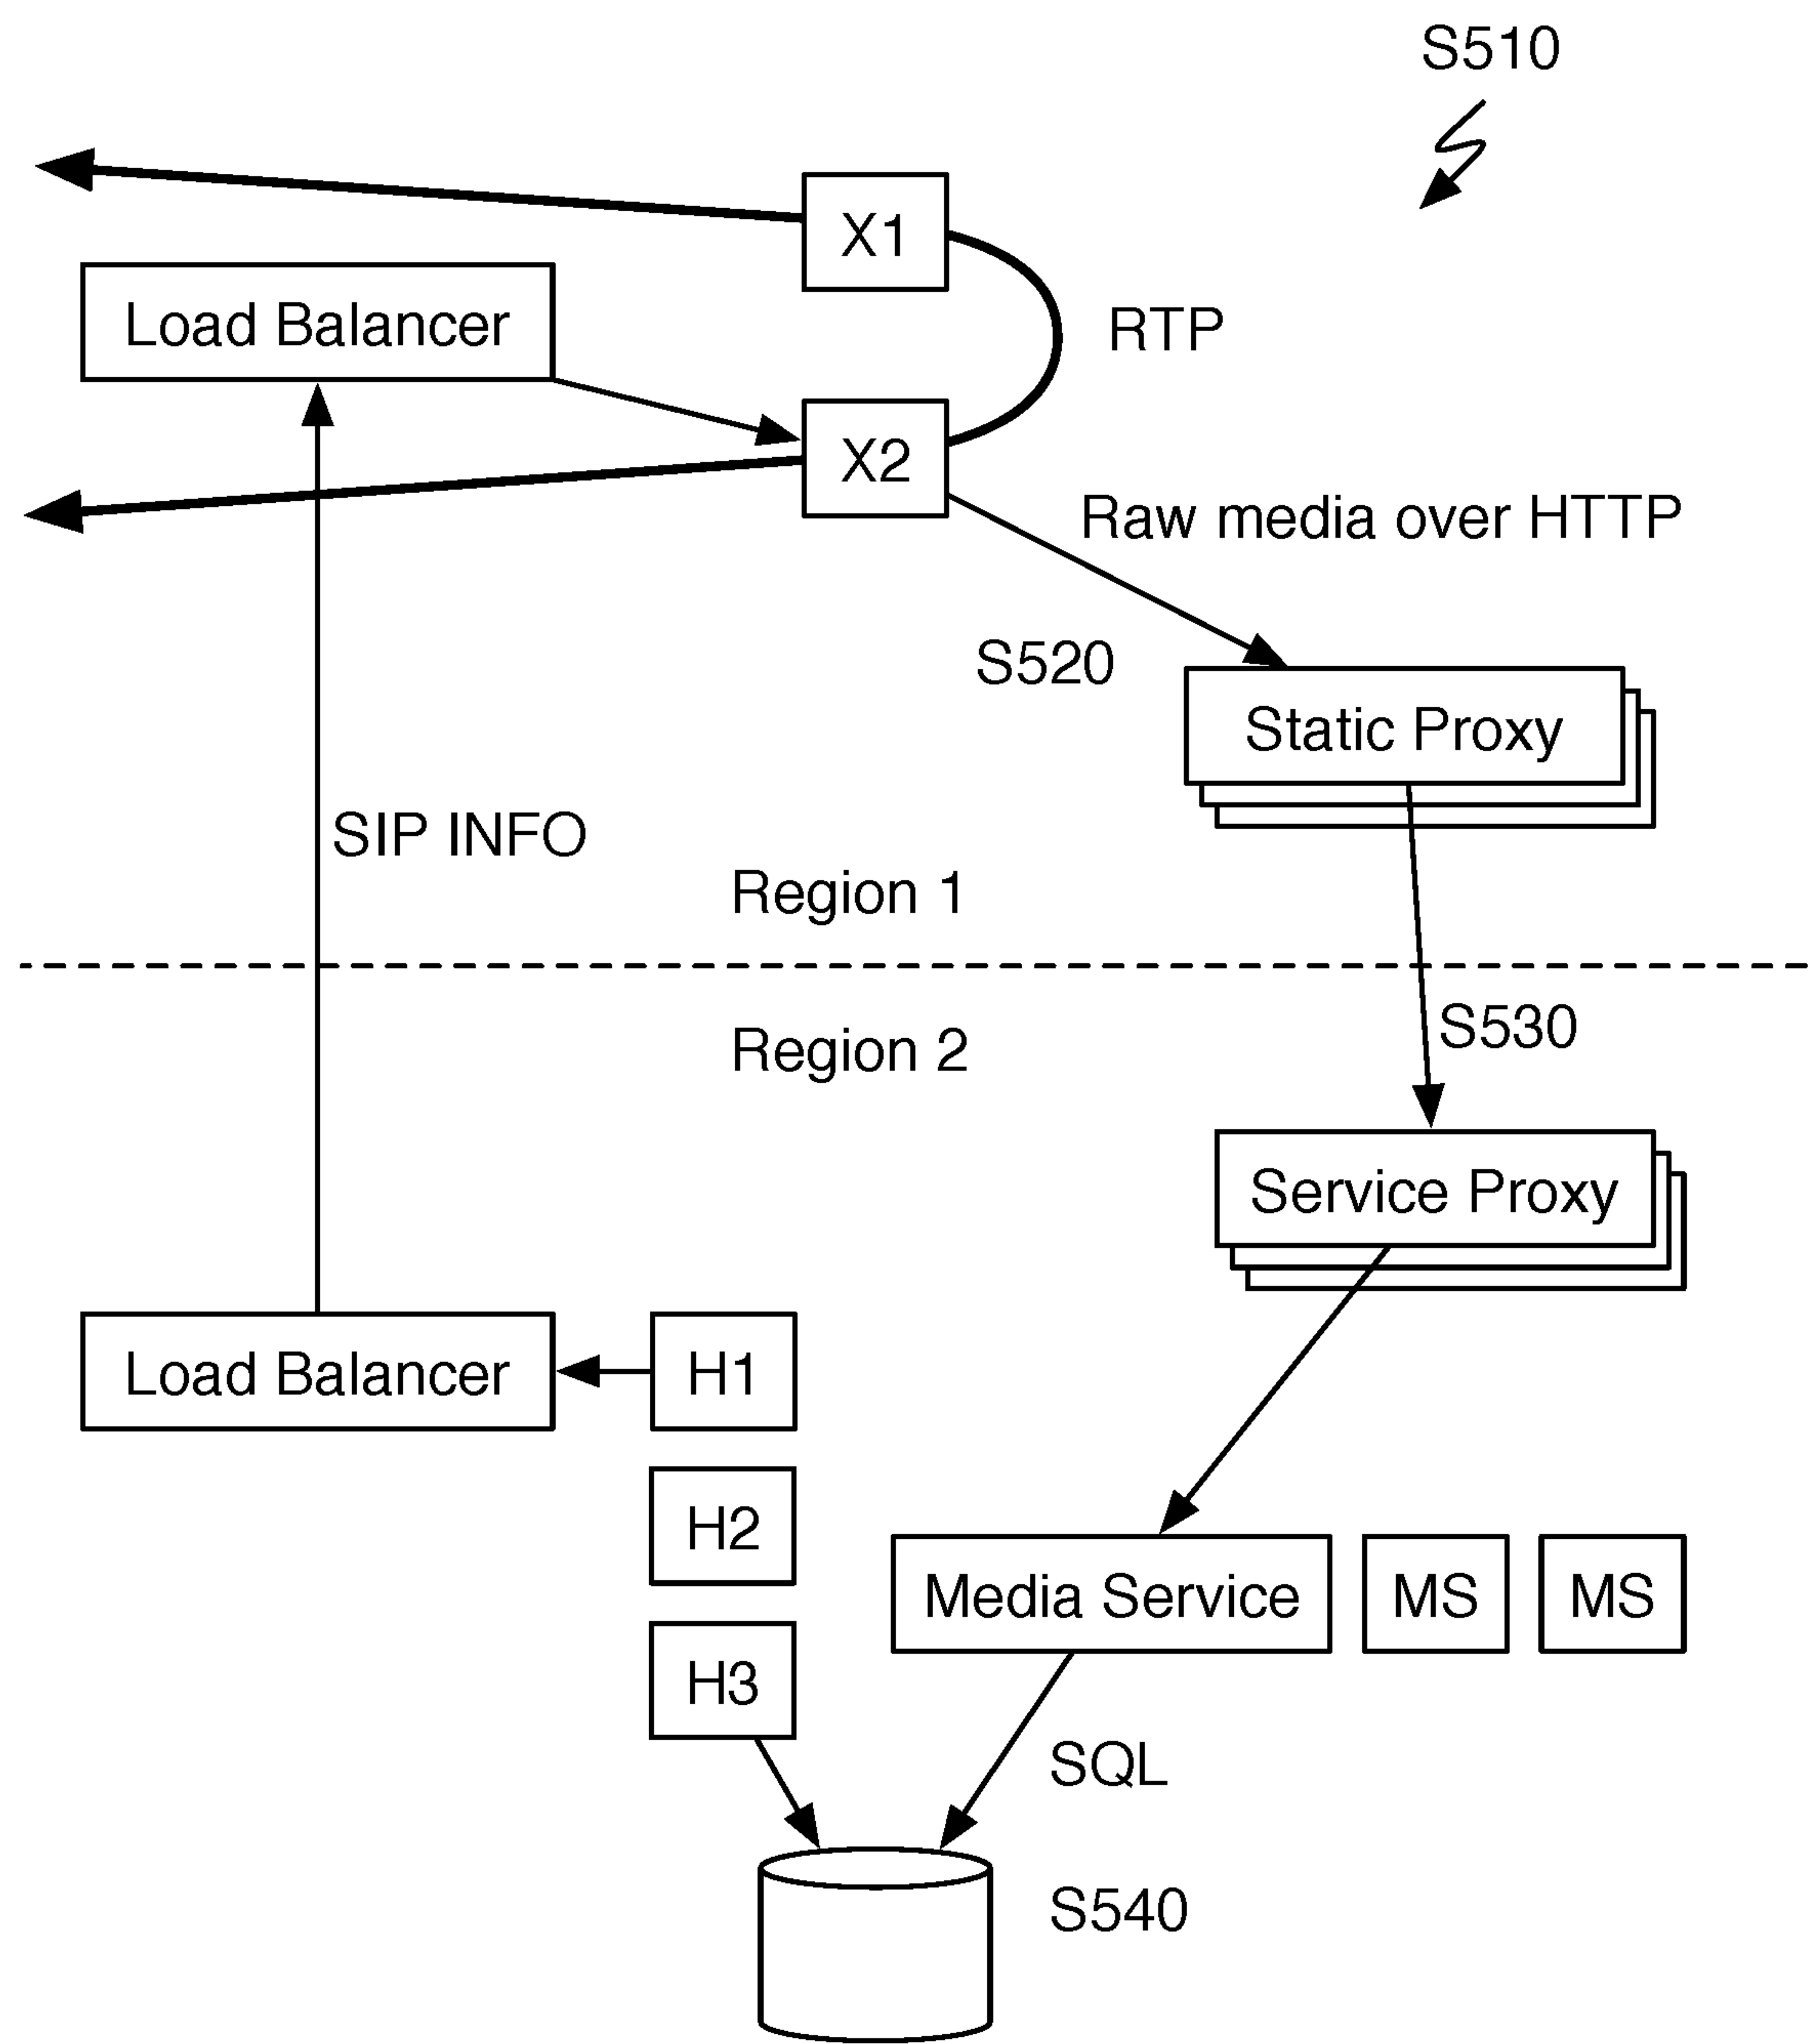 S510
X1
Load Balancer
RTP
X2
Raw media over HTTP
S520
Static Proxy
SIP INFO
Region 1
Region 2
S530
Service Proxy
Load Balancer
H1
H2
Media Service
MS
MS
H3
SQL
S540